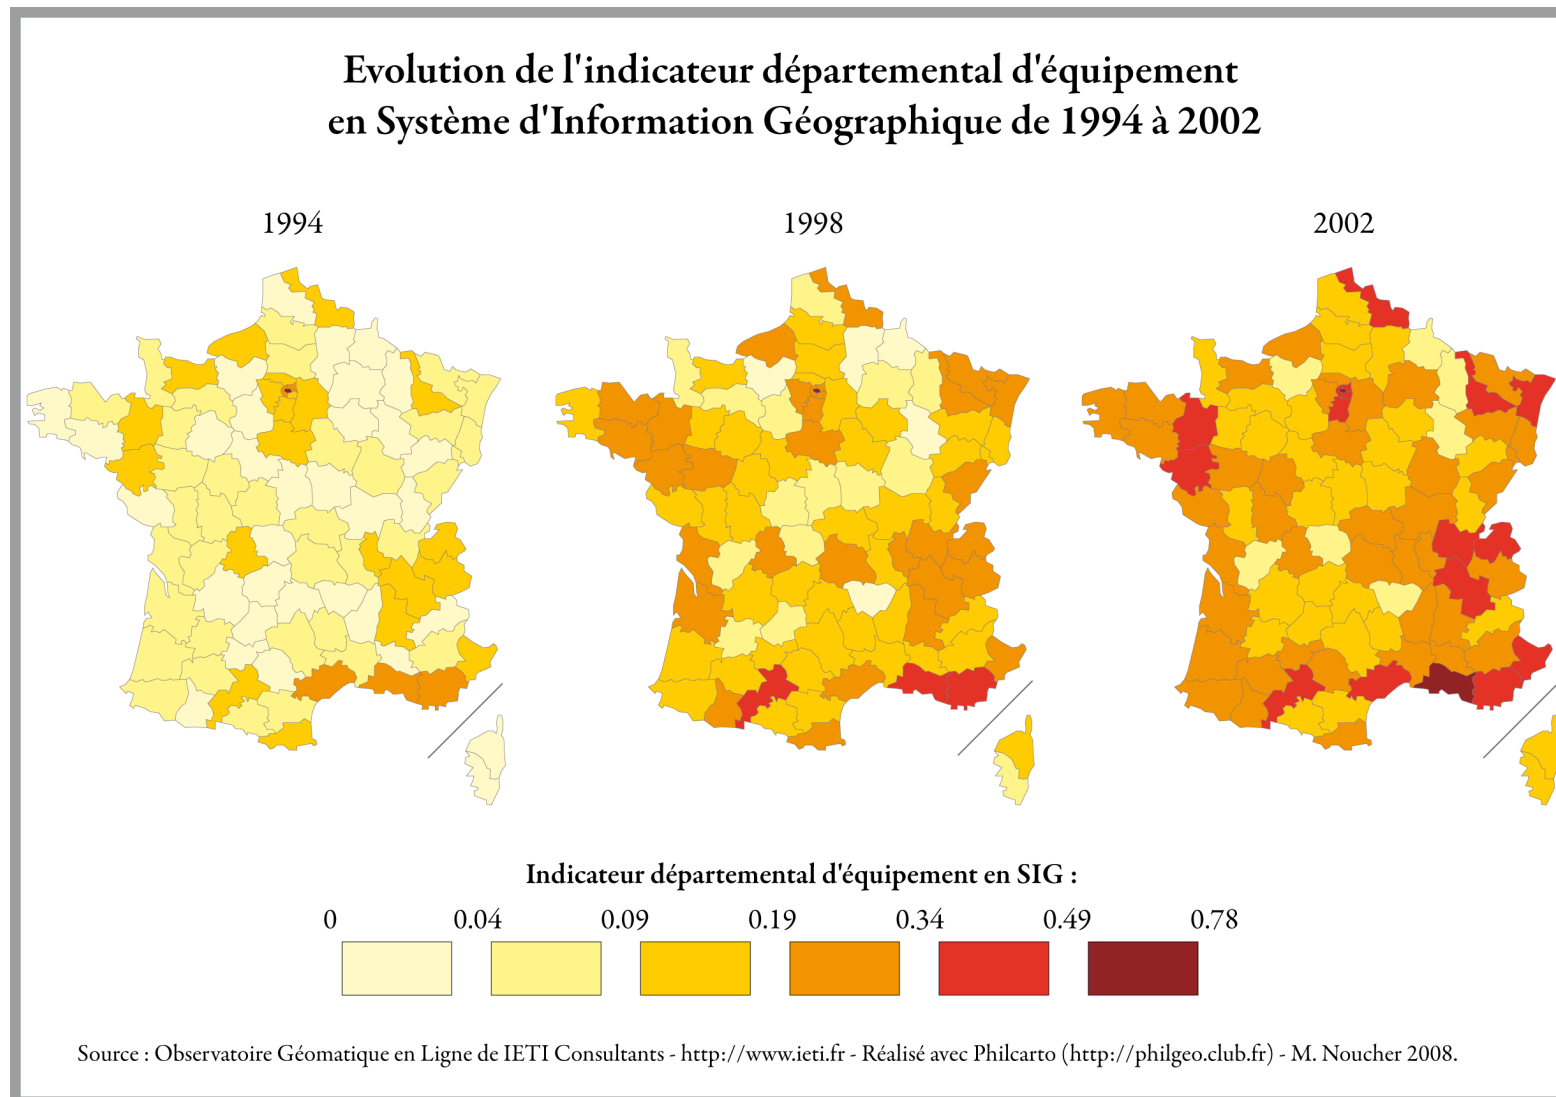 Evolution de l'indicateur départemental d'équipement
en Système d'Information Géographique de 1994 à 2002
1994
1998
2002
Indicateur départemental d'équipement en SIG :
0 0.04 0.09 0.19 0.34 0.49 0.78
Source : Observatoire Géomatique en Ligne de IETI Consultants - http://www.ieti.fr - Réalisé avec Philcarto (http://philgeo.club.fr) - M. Noucher 2008.